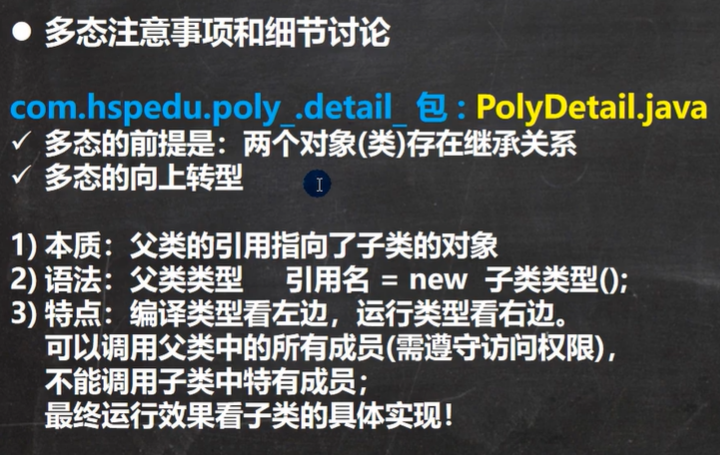 ● 多态注意事项和细节讨论
com.hspedu.poly_.detail_ 包 : PolyDetail.java
✓ 多态的前提是：两个对象(类)存在继承关系
✓ 多态的向上转型
1) 本质：父类的引用指向了子类的对象
2) 语法：父类类型 引用名 = new 子类类型();
3) 特点：编译类型看左边，运行类型看右边。
可以调用父类中的所有成员(需遵守访问权限)，
不能调用子类中特有成员；
最终运行效果看子类的具体实现！